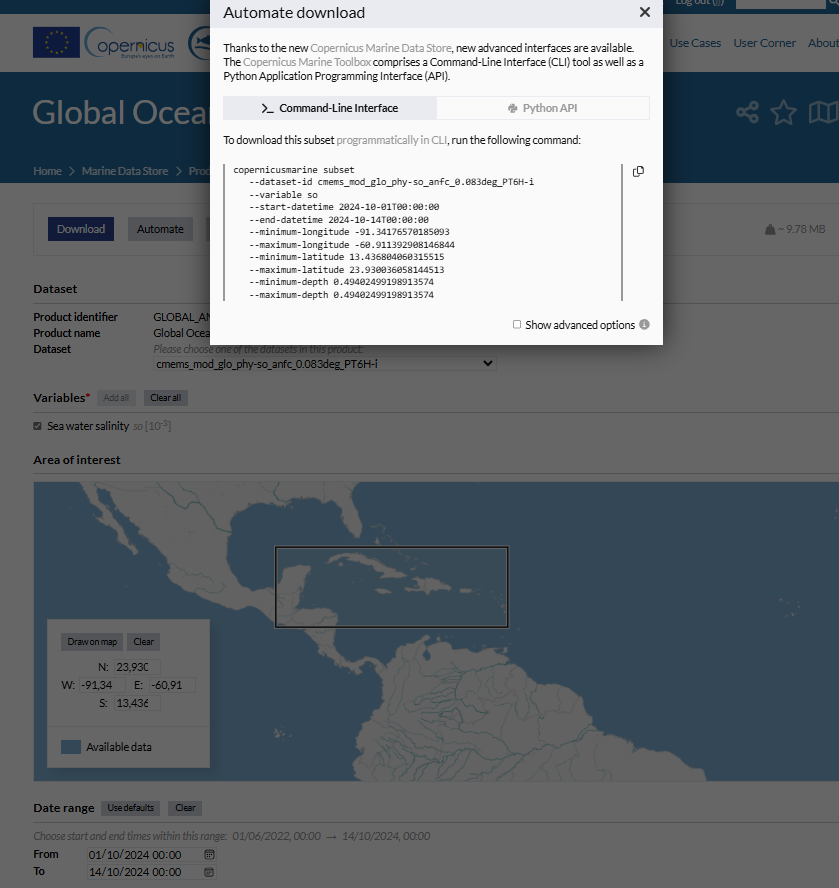 Log out
Automate download
Copernicus
Europe's eyes on Earth
Use Cases User Corner About
Thanks to the new Copernicus Marine Data Store, new advanced interfaces are available.
The Copernicus Marine Toolbox comprises a Command-Line Interface (CLI) tool as well as a
Python Application Programming Interface (API).
Global Ocea
>_ Command-Line Interface Python API
To download this subset programmatically in CLI, run the following command:
Home > Marine Data Store > Prod
copernicusmarine subset
--dataset-id cmems_mod_glo_phy-so_anfc_0.083deg_PT6H-i
--variable so
--start-datetime 2024-10-01T00:00:00
--end-datetime 2024-10-14T00:00:00
--minimum-longitude -91.34176570185093
--maximum-longitude -60.911392908146844
--minimum-latitude 13.436804060315515
--maximum-latitude 23.930036058144513
--minimum-depth 0.49402499198913574
--maximum-depth 0.49402499198913574
Download Automate
~ 9.78 MB
Show advanced options
Dataset
Product identifier GLOBAL_AN
Product name Global Ocea
Dataset Please choose one of the datasets in this product:
cmems_mod_glo_phy-so_anfc_0.083deg_PT6H-i
Variables* Add all Clear all
Sea water salinity so [10-3]
Area of interest
Draw on map Clear
N: 23,930
W: -91,34 E: -60,91
S: 13,436
Available data
Date range Use defaults Clear
Choose start and end times within this range: 01/06/2022, 00:00 → 14/10/2024, 00:00
From 01/10/2024 00:00
To 14/10/2024 00:00